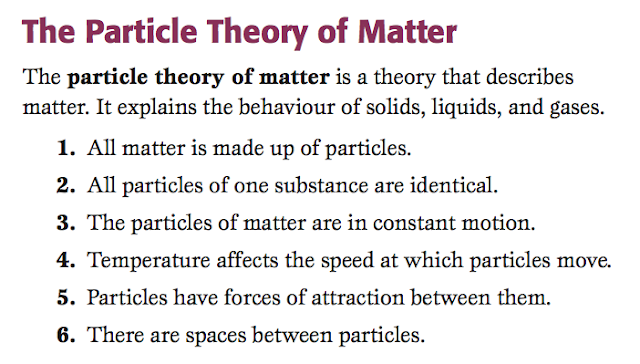 The Particle Theory of Matter
The particle theory of matter is a theory that describes
matter. It explains the behaviour of solids, liquids, and gases.
1. All matter is made up of particles.
2. All particles of one substance are identical.
3. The particles of matter are in constant motion.
4. Temperature affects the speed at which particles move.
5. Particles have forces of attraction between them.
6. There are spaces between particles.